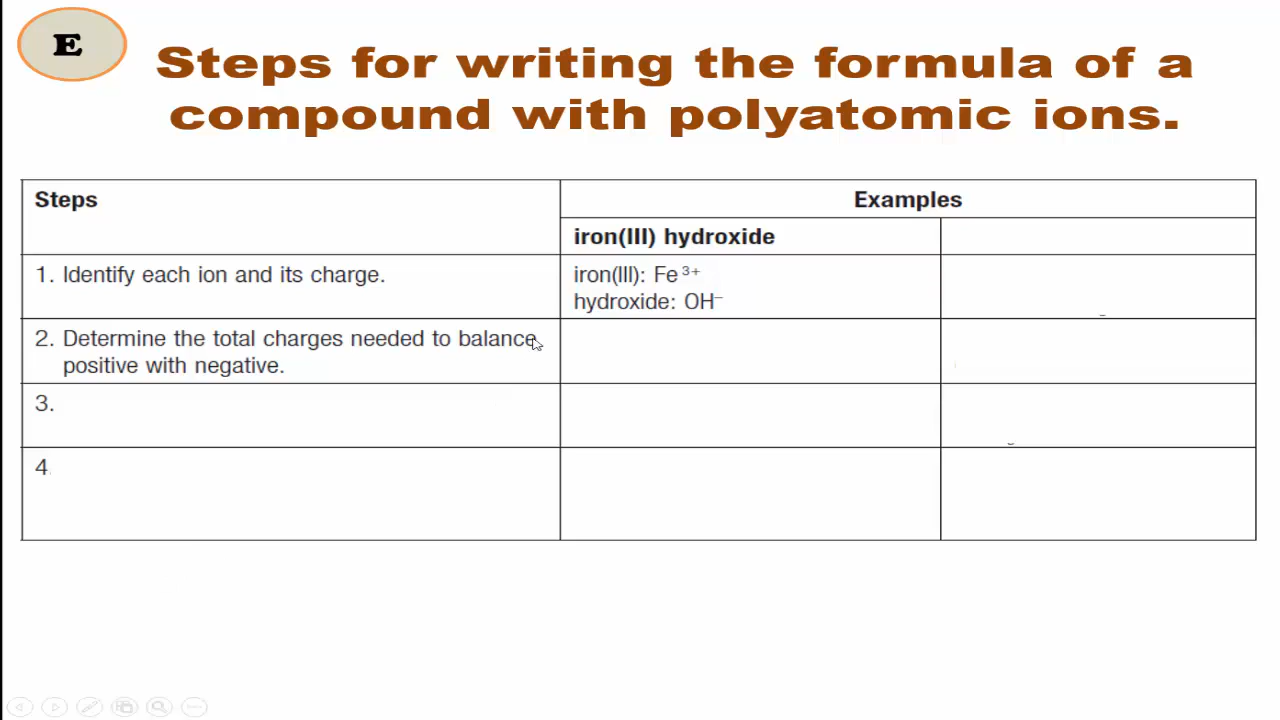 E
Steps for writing the formula of a
compound with polyatomic ions.
Steps
Examples
iron(III) hydroxide
1. Identify each ion and its charge.
iron(III): Fe³⁺
hydroxide: OH⁻
2. Determine the total charges needed to balance
positive with negative.
3.
4